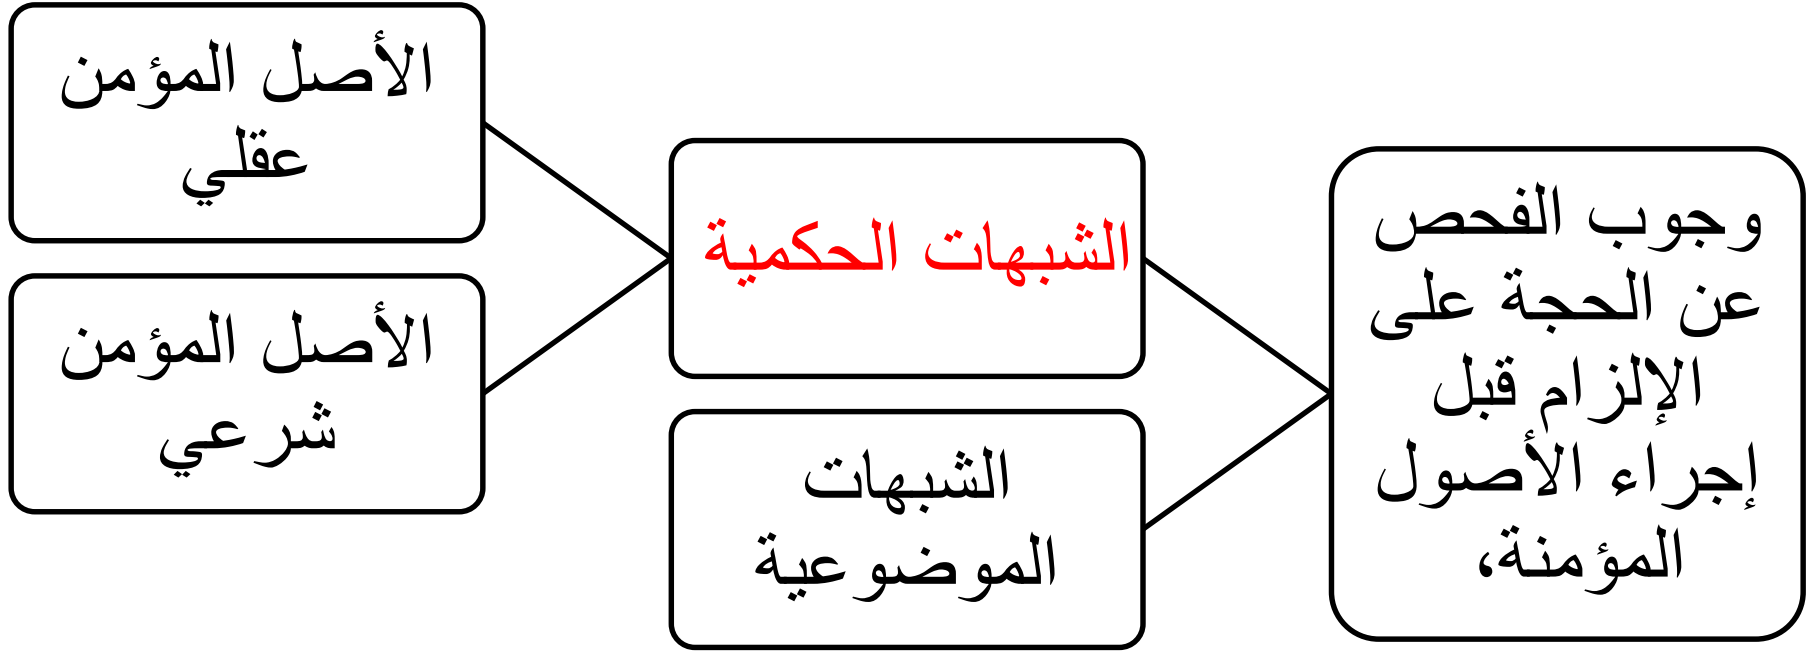 وجوب الفحص
عن الحجة على
الإلزام قبل
إجراء الأصول
المؤمنة،
الشبهات الحكمية
الشبهات
الموضوعية
الأصل المؤمن
عقلي
الأصل المؤمن
شرعي